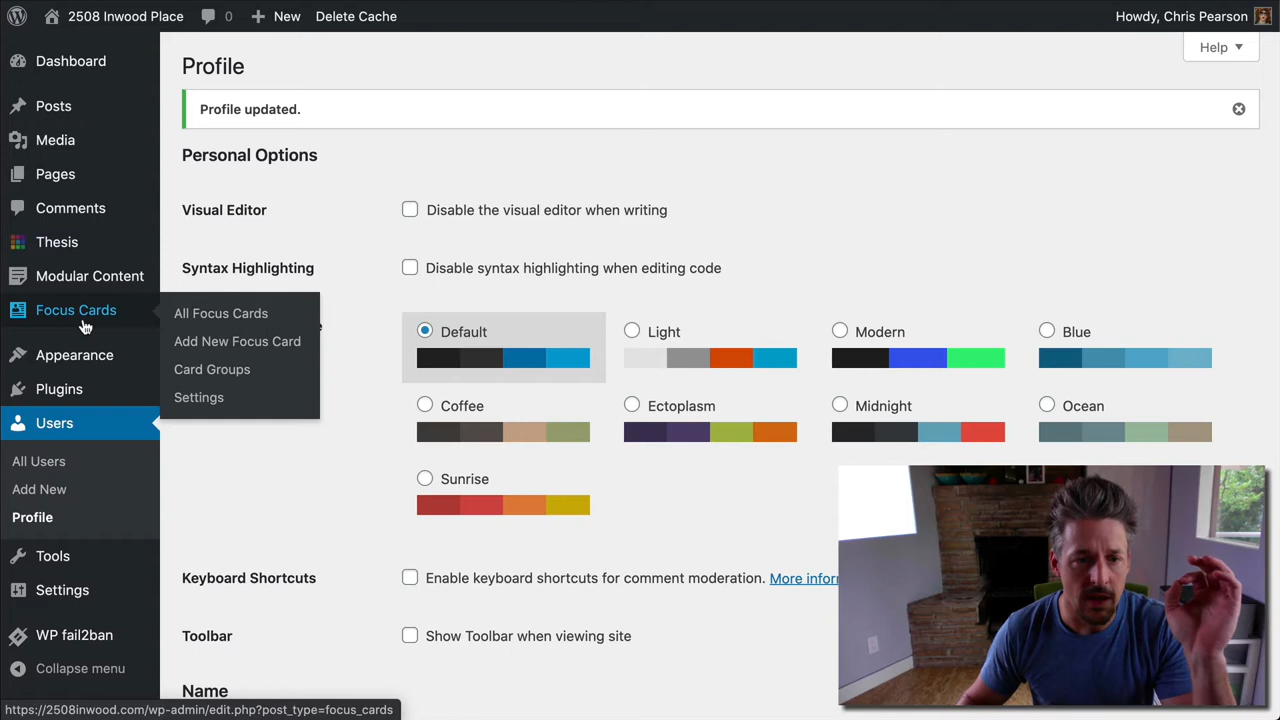 2508 Inwood Place
0
New
Delete Cache
Howdy, Chris Pearson
Dashboard
Posts
Media
Pages
Comments
Thesis
Modular Content
Focus Cards
Appearance
Plugins
Users
All Users
Add New
Profile
Tools
Settings
WP fail2ban
Collapse menu
All Focus Cards
Add New Focus Card
Card Groups
Settings
Help
Profile
Profile updated.
Personal Options
Visual Editor
Disable the visual editor when writing
Syntax Highlighting
Disable syntax highlighting when editing code
Default
Light
Modern
Blue
Coffee
Ectoplasm
Midnight
Ocean
Sunrise
Keyboard Shortcuts
Enable keyboard shortcuts for comment moderation. More infor
Toolbar
Show Toolbar when viewing site
Name
https://2508inwood.com/wp-admin/edit.php?post_type=focus_cards